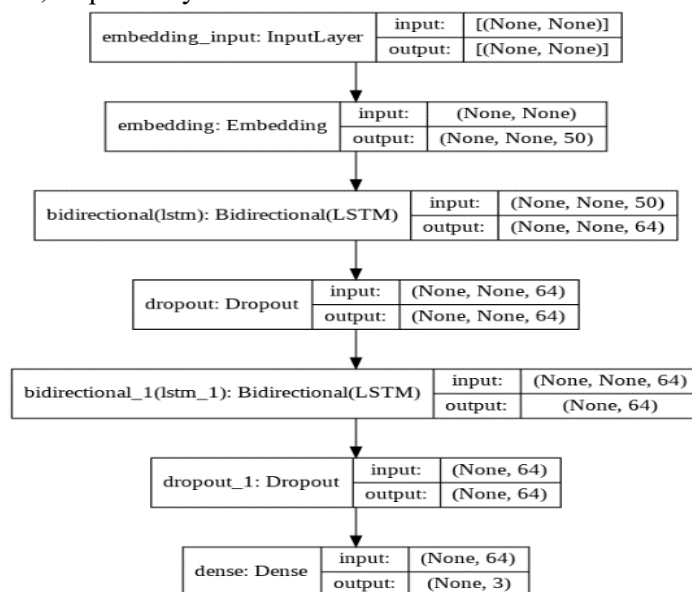 embedding_input: InputLayer input: [(None, None)]
output: [(None, None)]
embedding: Embedding input: (None, None)
output: (None, None, 50)
bidirectional(lstm): Bidirectional(LSTM) input: (None, None, 50)
output: (None, None, 64)
dropout: Dropout input: (None, None, 64)
output: (None, None, 64)
bidirectional_1(lstm_1): Bidirectional(LSTM) input: (None, None, 64)
output: (None, 64)
dropout_1: Dropout input: (None, 64)
output: (None, 64)
dense: Dense input: (None, 64)
output: (None, 3)